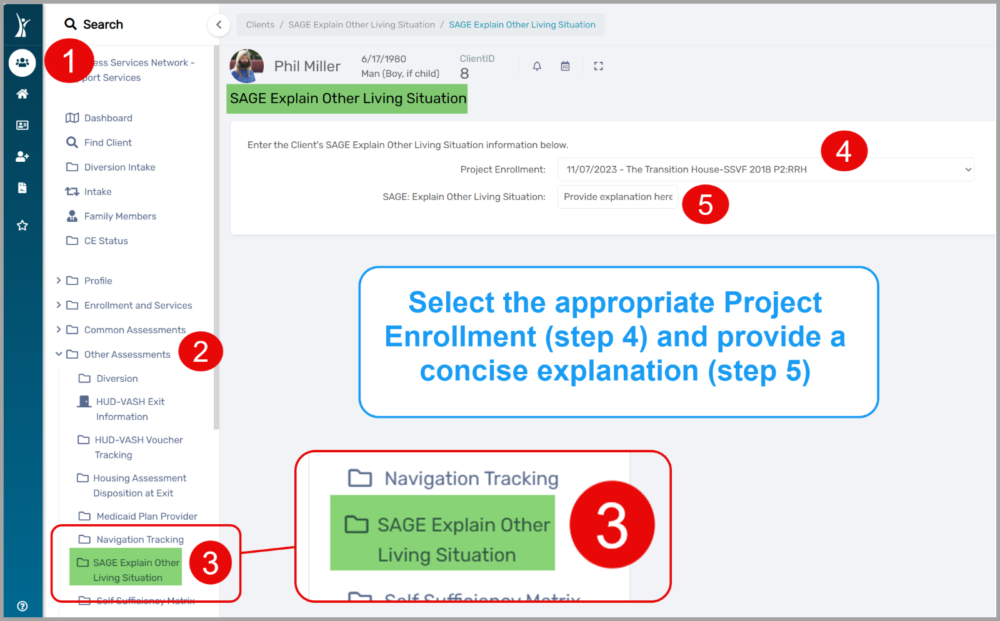 Search
Clients / SAGE Explain Other Living Situation / SAGE Explain Other Living Situation
1
ess Services Network -
port Services
Phil Miller
6/17/1980
Man (Boy, if child)
ClientID
8
SAGE Explain Other Living Situation
Dashboard
Find Client
Diversion Intake
Intake
Family Members
CE Status
Enter the Client's SAGE Explain Other Living Situation information below.
4
Project Enrollment: 11/07/2023 - The Transition House-SSVF 2018 P2:RRH
SAGE: Explain Other Living Situation: Provide explanation here
5
Profile
Enrollment and Services
Common Assessments
Other Assessments
2
Diversion
HUD-VASH Exit
Information
HUD-VASH Voucher
Tracking
Housing Assessment
Disposition at Exit
Medicaid Plan Provider
Navigation Tracking
SAGE Explain Other
Living Situation
3
Self Sufficiency Matrix
Select the appropriate Project
Enrollment (step 4) and provide a
concise explanation (step 5)
Navigation Tracking
SAGE Explain Other
Living Situation
3
Self Sufficiency Matrix